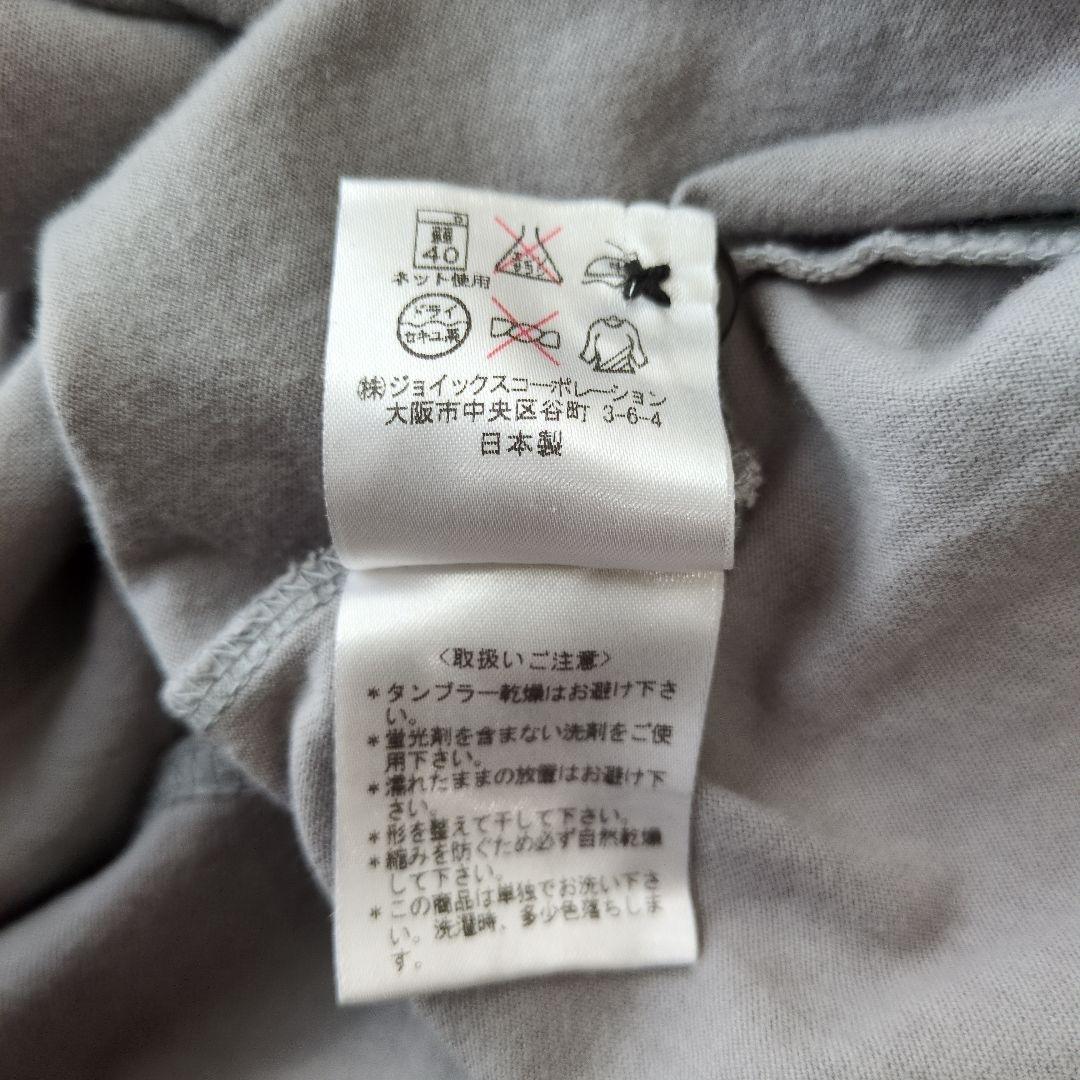 弱
40
ネット使用
ドライ
セキユ系
㈱ジョイックスコーポレーション
大阪市中央区谷町 3-6-4
日本製
〈取扱いご注意〉
*タンブラー乾燥はお避け下さ
い。
*蛍光剤を含まない洗剤をご使
用下さい。
*濡れたままの放置はお避け下
さい。
*形を整えて干して下さい。
*縮みを防ぐため必ず自然乾燥
して下さい。
*この商品は単独でお洗い下さ
い。洗濯時、多少色落ちしま
す。